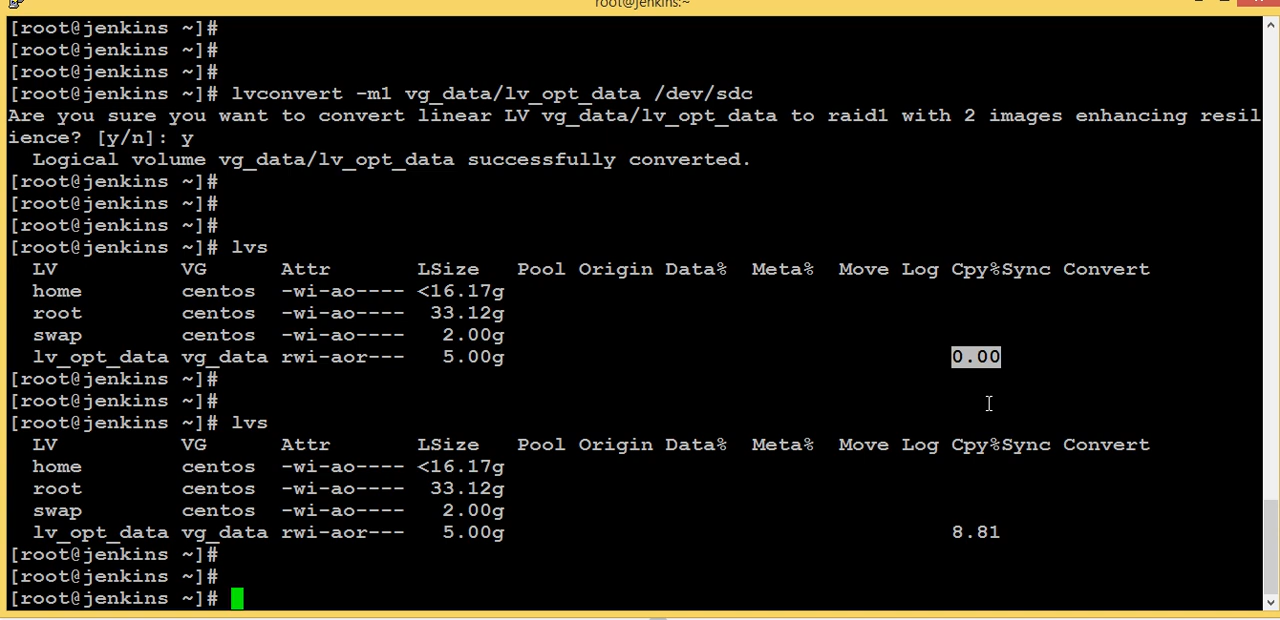 root@jenkins:~
[root@jenkins ~]#
[root@jenkins ~]#
[root@jenkins ~]#
[root@jenkins ~]# lvconvert -m1 vg_data/lv_opt_data /dev/sdc
Are you sure you want to convert linear LV vg_data/lv_opt_data to raid1 with 2 images enhancing resil
ience? [y/n]: y
  Logical volume vg_data/lv_opt_data successfully converted.
[root@jenkins ~]#
[root@jenkins ~]#
[root@jenkins ~]#
[root@jenkins ~]# lvs
  LV          VG      Attr       LSize   Pool Origin Data%  Meta%  Move Log Cpy%Sync Convert
  home        centos  -wi-ao---- <16.17g
  root        centos  -wi-ao----  33.12g
  swap        centos  -wi-ao----   2.00g
  lv_opt_data vg_data rwi-aor---   5.00g                                    0.00
[root@jenkins ~]#
[root@jenkins ~]#
[root@jenkins ~]# lvs
  LV          VG      Attr       LSize   Pool Origin Data%  Meta%  Move Log Cpy%Sync Convert
  home        centos  -wi-ao---- <16.17g
  root        centos  -wi-ao----  33.12g
  swap        centos  -wi-ao----   2.00g
  lv_opt_data vg_data rwi-aor---   5.00g                                    8.81
[root@jenkins ~]#
[root@jenkins ~]#
[root@jenkins ~]#